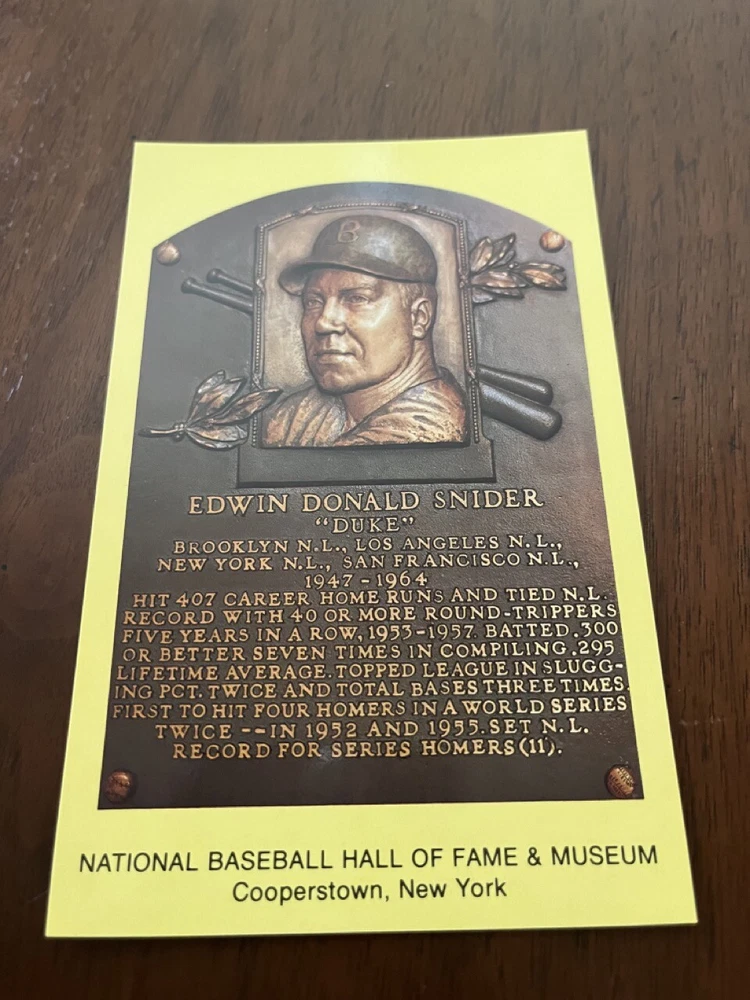 B
EDWIN DONALD SNIDER
"DUKE"
BROOKLYN N.L., LOS ANGELES N.L.,
NEW YORK N.L., SAN FRANCISCO N.L.,
1947-1964
HIT 407 CAREER HOME RUNS AND TIED N.L.
RECORD WITH 40 OR MORE ROUND-TRIPPERS
FIVE YEARS IN A ROW, 1953-1957. BATTED .300
OR BETTER SEVEN TIMES IN COMPILING .295
LIFETIME AVERAGE. TOPPED LEAGUE IN SLUGG-
ING PCT. TWICE AND TOTAL BASES THREE TIMES.
FIRST TO HIT FOUR HOMERS IN A WORLD SERIES
TWICE -- IN 1952 AND 1955. SET N.L.
RECORD FOR SERIES HOMERS (11).
NATIONAL BASEBALL HALL OF FAME & MUSEUM
Cooperstown, New York